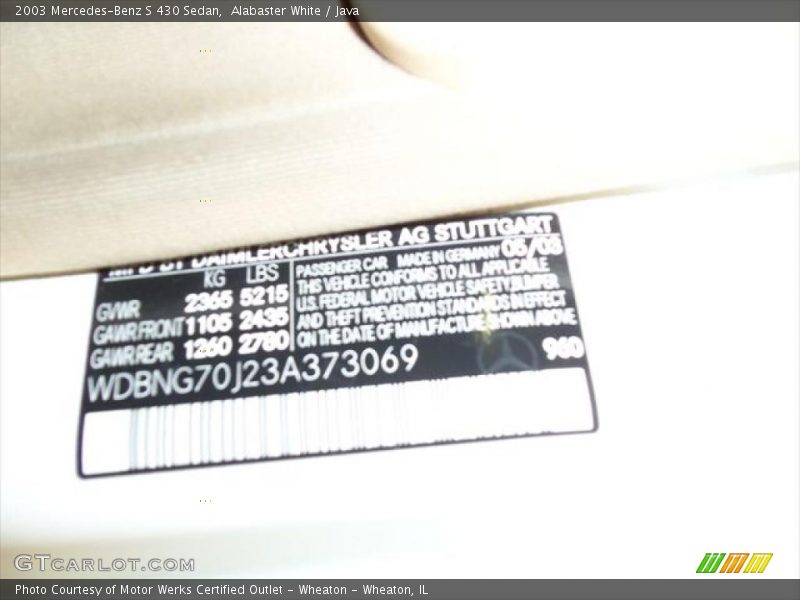 2003 Mercedes-Benz S 430 Sedan, Alabaster White / Java
MFD BY DAIMLERCHRYSLER AG STUTTGART
KG LBS
GVWR 2365 5215
GAWR FRONT 1105 2435
GAWR REAR 1260 2780
PASSENGER CAR MADE IN GERMANY 05/03
THIS VEHICLE CONFORMS TO ALL APPLICABLE
U.S. FEDERAL MOTOR VEHICLE SAFETY, BUMPER,
AND THEFT PREVENTION STANDARDS IN EFFECT
ON THE DATE OF MANUFACTURE SHOWN ABOVE
WDBNG70J23A373069
960
GTCARLOT.COM
Photo Courtesy of Motor Werks Certified Outlet - Wheaton - Wheaton, IL